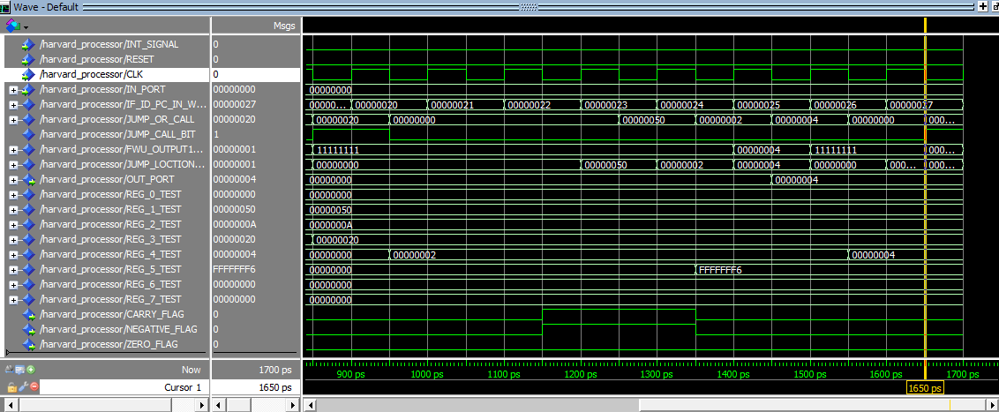 Wave - Default
Msgs
/harvard_processor/INT_SIGNAL 0
/harvard_processor/RESET 0
/harvard_processor/CLK 0
/harvard_processor/IN_PORT 00000000 00000000
/harvard_processor/IF_ID_PC_IN_W... 00000027 00000... 00000020 00000021 00000022 00000023 00000024 00000025 00000026 00000027
/harvard_processor/JUMP_OR_CALL 00000020 00000020 00000000 00000050 00000002 00000004 00000000 000...
/harvard_processor/JUMP_CALL_BIT 1
/harvard_processor/FWU_OUTPUT1... 00000001 11111111 00000004 11111111 000...
/harvard_processor/JUMP_LOCTION... 00000001 00000000 00000050 00000002 00000004 00000000 000... 000...
/harvard_processor/OUT_PORT 00000004 00000000 00000004
/harvard_processor/REG_0_TEST 00000000 00000000
/harvard_processor/REG_1_TEST 00000050 00000050
/harvard_processor/REG_2_TEST 0000000A 0000000A
/harvard_processor/REG_3_TEST 00000020 00000020
/harvard_processor/REG_4_TEST 00000004 00000000 00000002 00000004
/harvard_processor/REG_5_TEST FFFFFFF6 00000000 FFFFFFF6
/harvard_processor/REG_6_TEST 00000000 00000000
/harvard_processor/REG_7_TEST 00000000 00000000
/harvard_processor/CARRY_FLAG 0
/harvard_processor/NEGATIVE_FLAG 0
/harvard_processor/ZERO_FLAG 0
Now 1700 ps 900 ps 1000 ps 1100 ps 1200 ps 1300 ps 1400 ps 1500 ps 1600 ps 1700 ps
Cursor 1 1650 ps 1650 ps